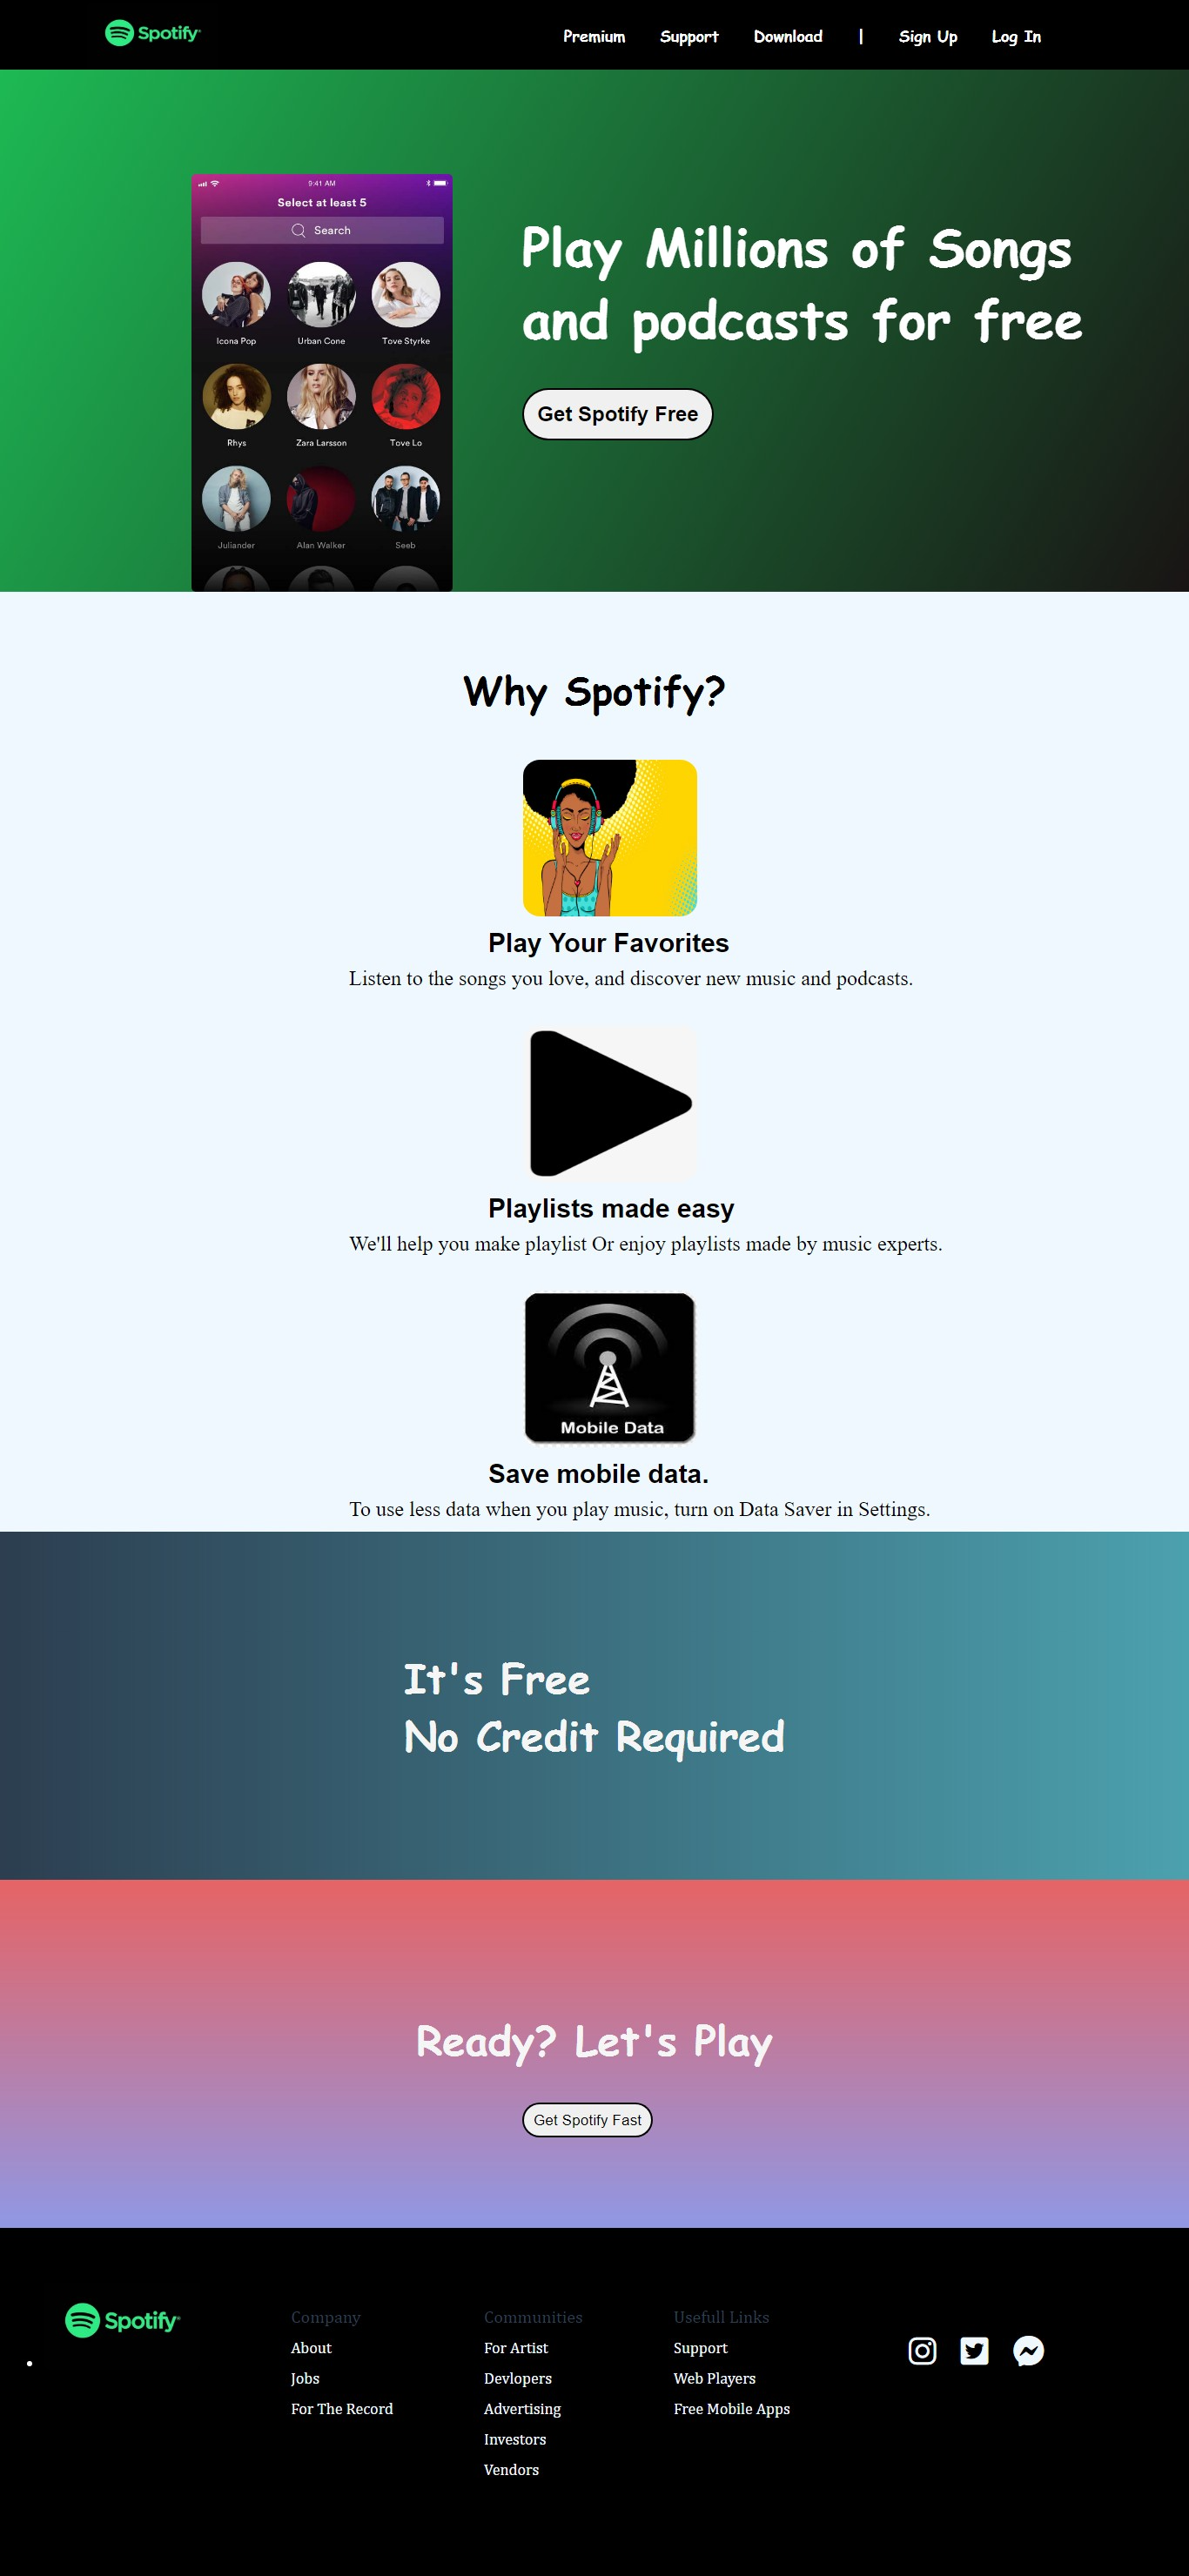 Spotify
Premium Support Download | Sign Up Log In
9:41 AM
Select at least 5
Search
Icona Pop Urban Cone Tove Styrke
Rhys Zara Larsson Tove Lo
Juliander Alan Walker Seeb
Play Millions of Songs
and podcasts for free
Get Spotify Free
Why Spotify?
Play Your Favorites
Listen to the songs you love, and discover new music and podcasts.
Playlists made easy
We'll help you make playlist Or enjoy playlists made by music experts.
Mobile Data
Save mobile data.
To use less data when you play music, turn on Data Saver in Settings.
It's Free
No Credit Required
Ready? Let's Play
Get Spotify Fast
Spotify
Company
About
Jobs
For The Record
Communities
For Artist
Devlopers
Advertising
Investors
Vendors
Usefull Links
Support
Web Players
Free Mobile Apps